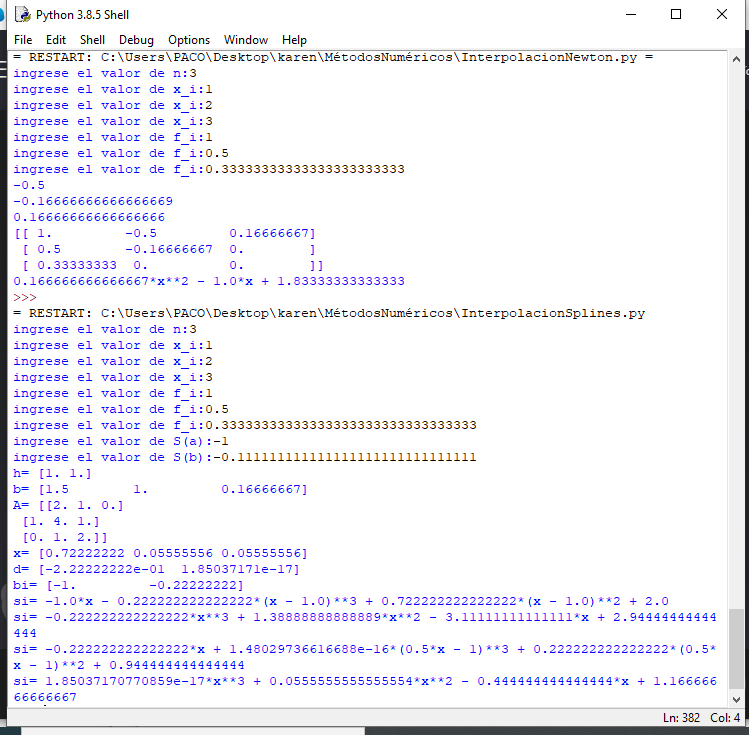 Python 3.8.5 Shell
File Edit Shell Debug Options Window Help
= RESTART: C:\Users\PACO\Desktop\karen\MétodosNuméricos\InterpolacionNewton.py =
ingrese el valor de n:3
ingrese el valor de x_i:1
ingrese el valor de x_i:2
ingrese el valor de x_i:3
ingrese el valor de f_i:1
ingrese el valor de f_i:0.5
ingrese el valor de f_i:0.33333333333333333333333
-0.5
-0.16666666666666669
0.16666666666666666
[[ 1.         -0.5         0.16666667]
 [ 0.5        -0.16666667  0.        ]
 [ 0.33333333  0.          0.        ]]
0.166666666666667*x**2 - 1.0*x + 1.83333333333333
>>>
= RESTART: C:\Users\PACO\Desktop\karen\MétodosNuméricos\InterpolacionSplines.py
ingrese el valor de n:3
ingrese el valor de x_i:1
ingrese el valor de x_i:2
ingrese el valor de x_i:3
ingrese el valor de f_i:1
ingrese el valor de f_i:0.5
ingrese el valor de f_i:0.33333333333333333333333333333333
ingrese el valor de S(a):-1
ingrese el valor de S(b):-0.1111111111111111111111111111111
h= [1. 1.]
b= [1.5        1.         0.16666667]
A= [[2. 1. 0.]
 [1. 4. 1.]
 [0. 1. 2.]]
x= [0.72222222 0.05555556 0.05555556]
d= [-2.22222222e-01  1.85037171e-17]
bi= [-1.         -0.22222222]
si= -1.0*x - 0.222222222222222*(x - 1.0)**3 + 0.722222222222222*(x - 1.0)**2 + 2.0
si= -0.222222222222222*x**3 + 1.38888888888889*x**2 - 3.11111111111111*x + 2.94444444444
444
si= -0.222222222222222*x + 1.48029736616688e-16*(0.5*x - 1)**3 + 0.222222222222222*(0.5*
x - 1)**2 + 0.944444444444444
si= 1.85037170770859e-17*x**3 + 0.0555555555555554*x**2 - 0.444444444444444*x + 1.166666
66666667
Ln: 382 Col: 4